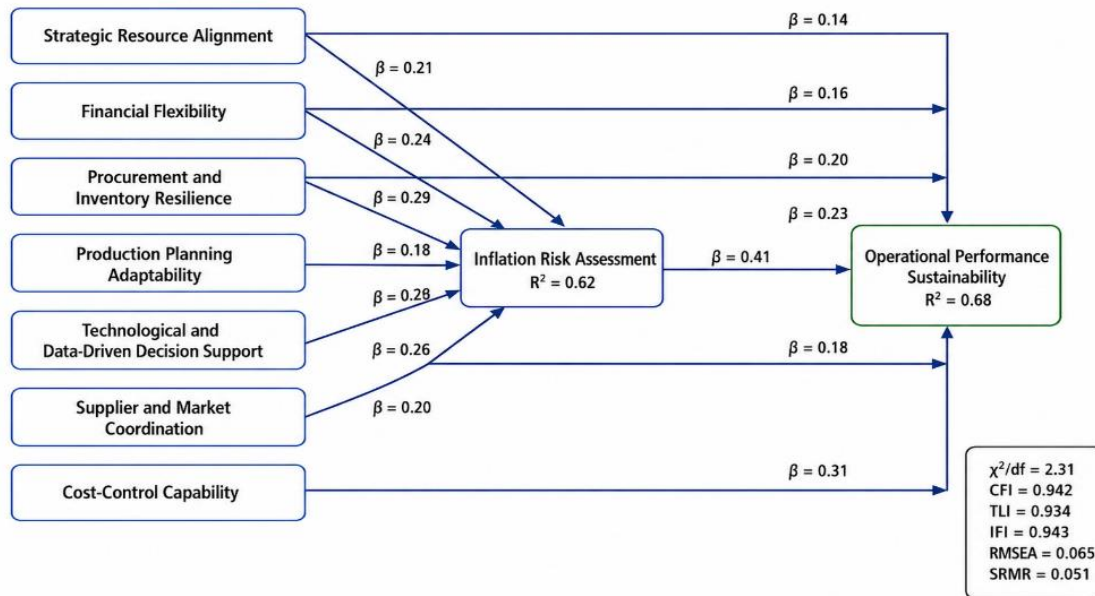 Strategic Resource Alignment
Financial Flexibility
Procurement and
Inventory Resilience
Production Planning
Adaptability
Technological and
Data-Driven Decision Support
Supplier and Market
Coordination
Cost-Control Capability
β = 0.21
β = 0.24
β = 0.29
β = 0.18
β = 0.28
β = 0.26
β = 0.20
Inflation Risk Assessment
R² = 0.62
β = 0.14
β = 0.16
β = 0.20
β = 0.23
β = 0.41
β = 0.18
β = 0.31
Operational Performance
Sustainability
R² = 0.68
χ²/df = 2.31
CFI = 0.942
TLI = 0.934
IFI = 0.943
RMSEA = 0.065
SRMR = 0.051